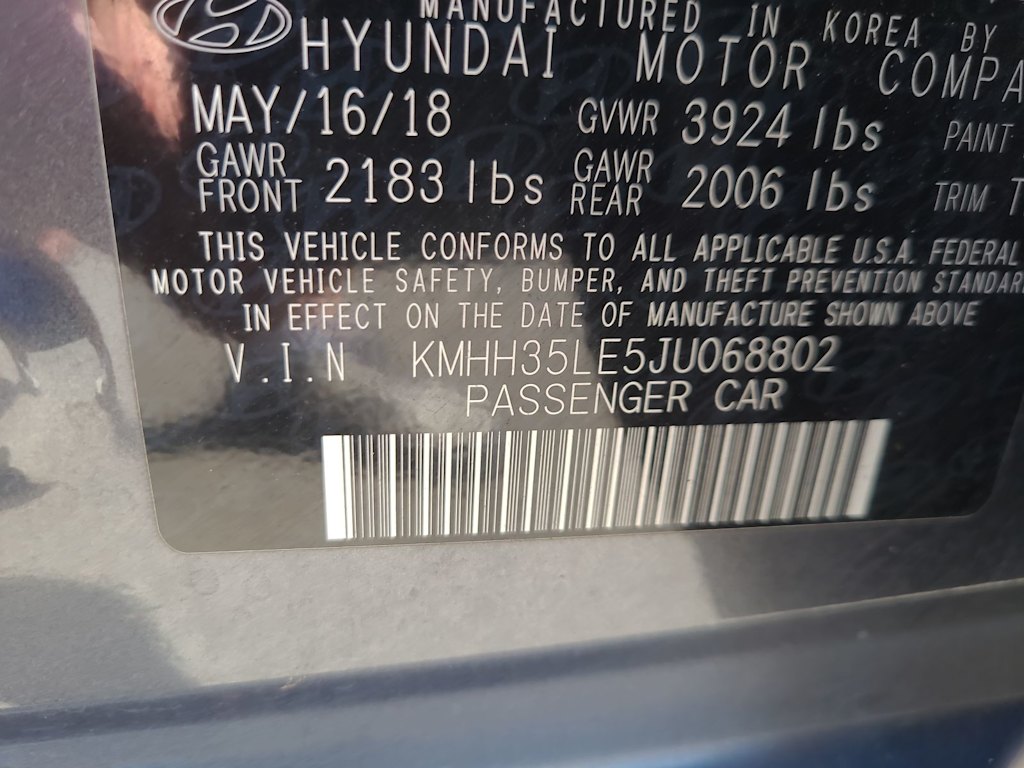 MANUFACTURED IN KOREA BY
HYUNDAI MOTOR COMPA
MAY/16/18 GVWR 3924 lbs PAINT
GAWR FRONT 2183 lbs GAWR REAR 2006 lbs TRIM T
THIS VEHICLE CONFORMS TO ALL APPLICABLE U.S.A. FEDERAL
MOTOR VEHICLE SAFETY, BUMPER, AND THEFT PREVENTION STANDAR
IN EFFECT ON THE DATE OF MANUFACTURE SHOWN ABOVE
V.I.N KMHH35LE5JU068802
PASSENGER CAR